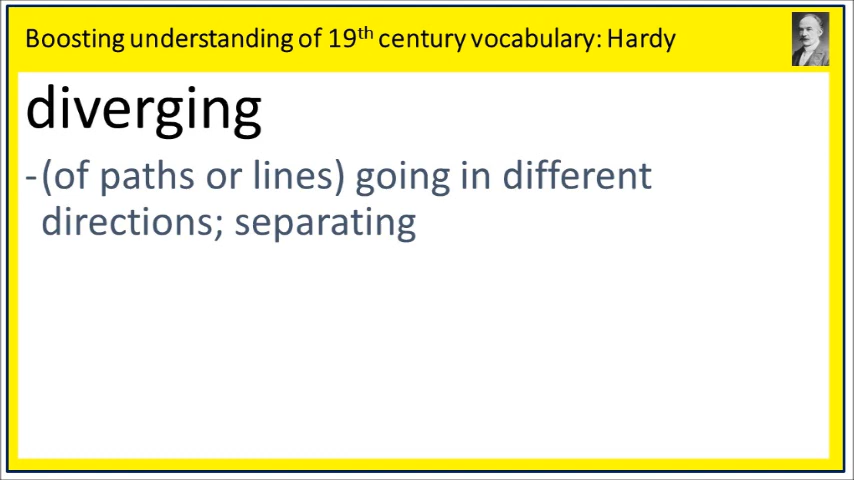 Boosting understanding of 19th century vocabulary: Hardy
diverging
-(of paths or lines) going in different
directions; separating